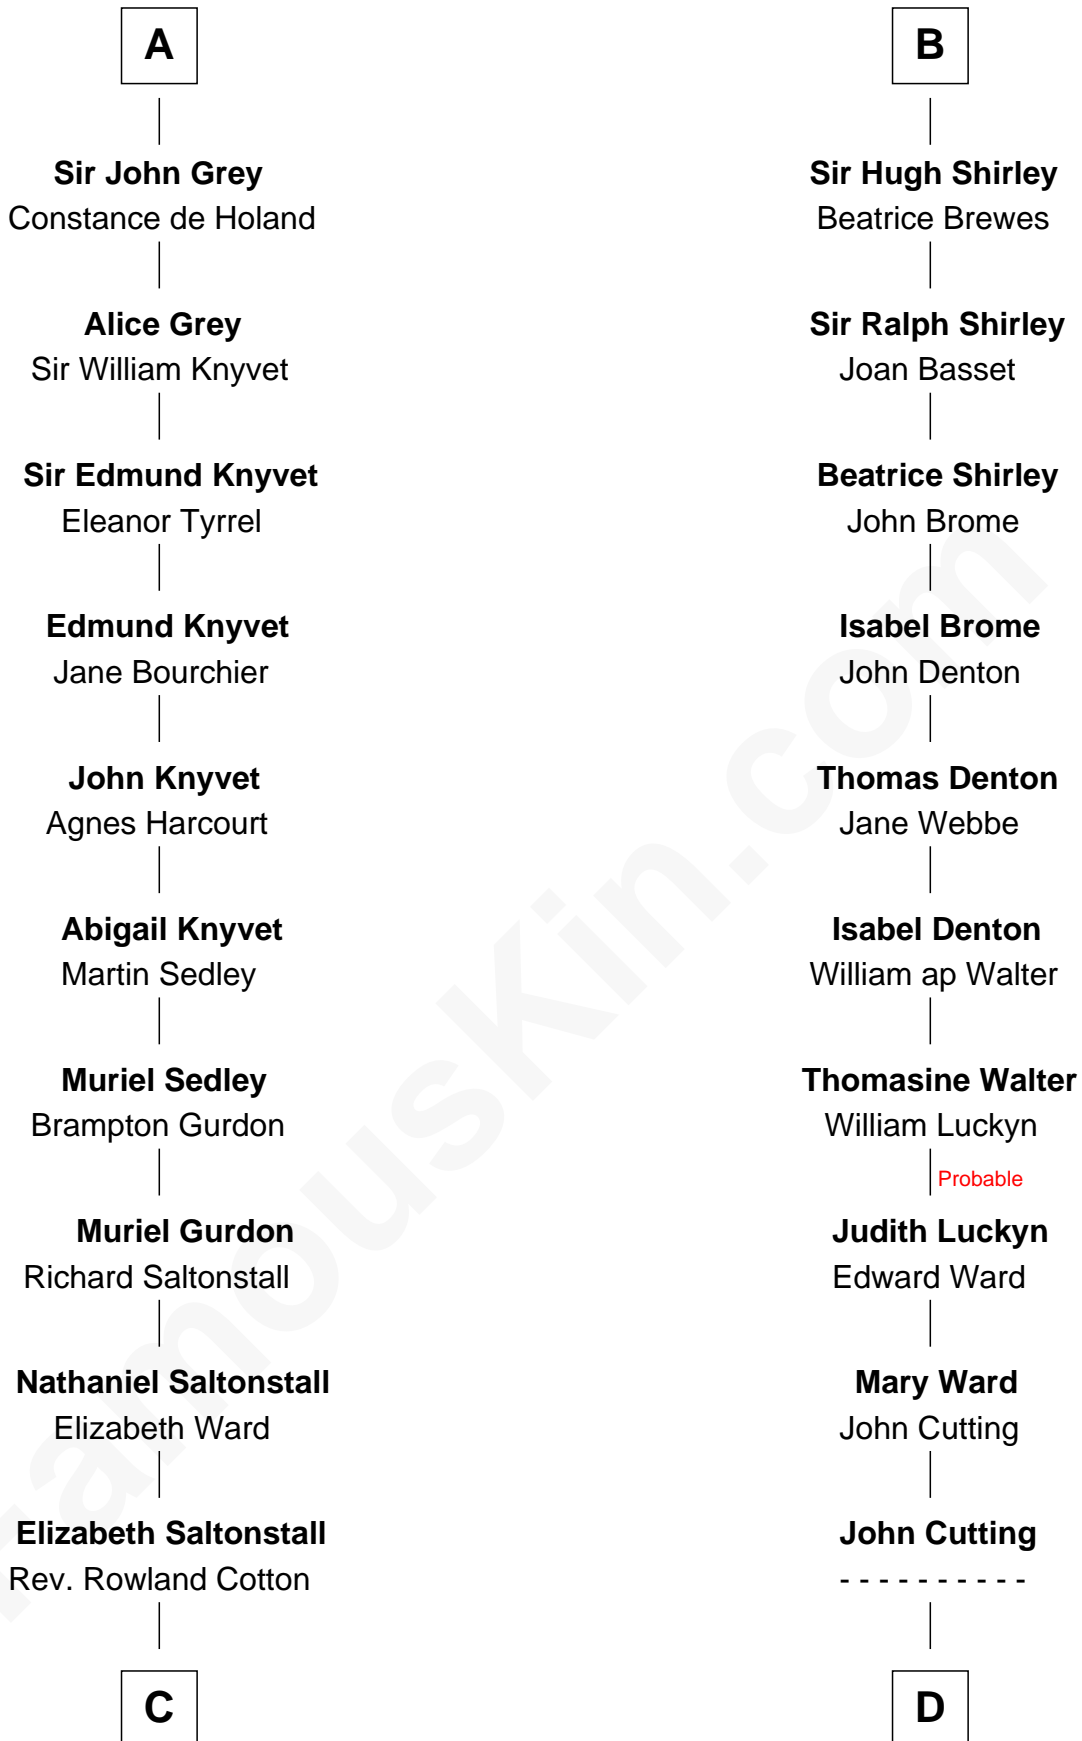 A
Sir John Grey
Constance de Holand
Alice Grey
Sir William Knyvet
Sir Edmund Knyvet
Eleanor Tyrrel
Edmund Knyvet
Jane Bourchier
John Knyvet
Agnes Harcourt
Abigail Knyvet
Martin Sedley
Muriel Sedley
Brampton Gurdon
Muriel Gurdon
Richard Saltonstall
Nathaniel Saltonstall
Elizabeth Ward
Elizabeth Saltonstall
Rev. Rowland Cotton
C
B
Sir Hugh Shirley
Beatrice Brewes
Sir Ralph Shirley
Joan Basset
Beatrice Shirley
John Brome
Isabel Brome
John Denton
Thomas Denton
Jane Webbe
Isabel Denton
William ap Walter
Thomasine Walter
William Luckyn
Probable
Judith Luckyn
Edward Ward
Mary Ward
John Cutting
John Cutting
- - - - - - - - - -
D
FamousKin.com